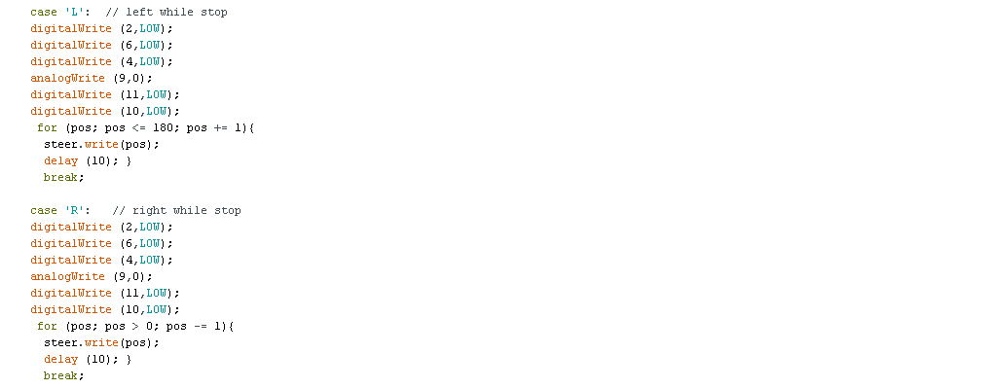 case 'L':  // left while stop
digitalWrite (2,LOW);
digitalWrite (6,LOW);
digitalWrite (4,LOW);
analogWrite (9,0);
digitalWrite (11,LOW);
digitalWrite (10,LOW);
 for (pos; pos <= 180; pos += 1){
  steer.write(pos);
  delay (10); }
  break;

case 'R':   // right while stop
digitalWrite (2,LOW);
digitalWrite (6,LOW);
digitalWrite (4,LOW);
analogWrite (9,0);
digitalWrite (11,LOW);
digitalWrite (10,LOW);
 for (pos; pos > 0; pos -= 1){
  steer.write(pos);
  delay (10); }
  break;